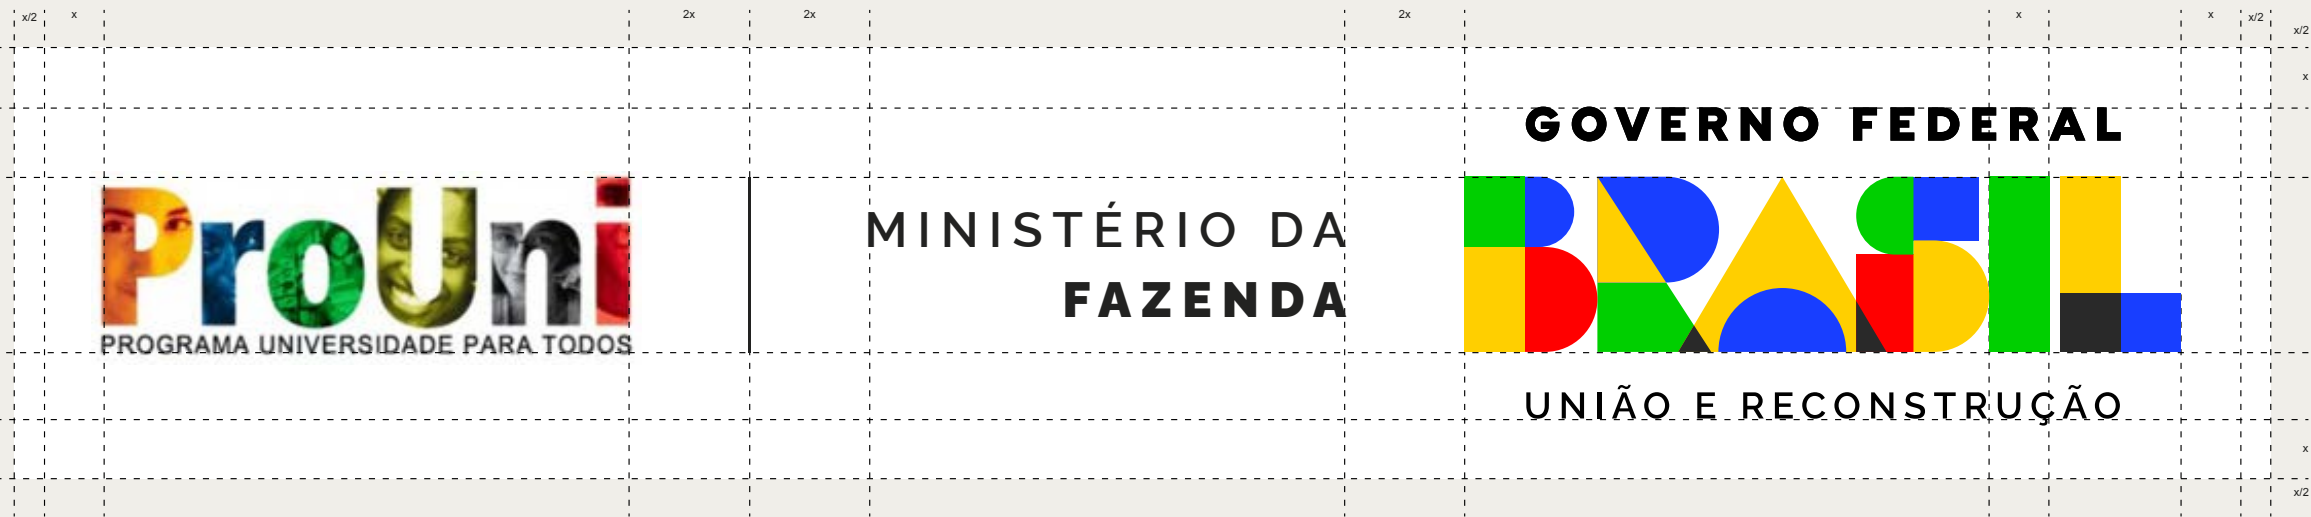 x/2 x 2x 2x 2x x x x/2
x/2
x
GOVERNO FEDERAL
ProUni
BRASIL
MINISTÉRIO DA
FAZENDA
PROGRAMA UNIVERSIDADE PARA TODOS
UNIÃO E RECONSTRUÇÃO
x
x/2